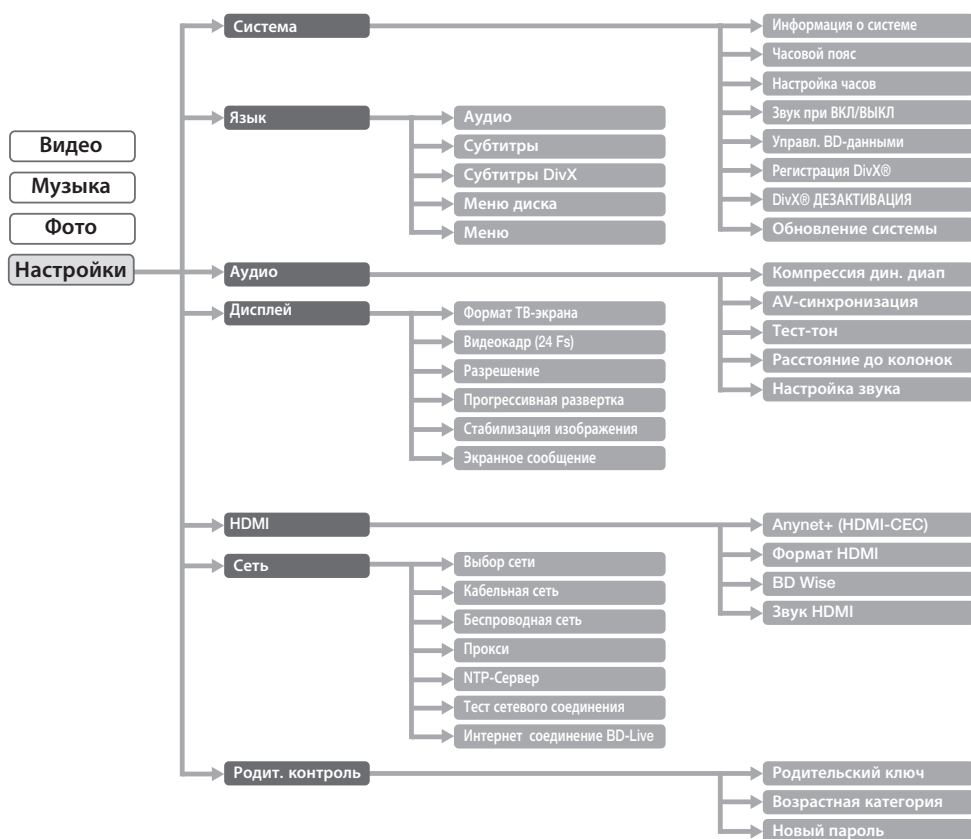 Видео
Музыка
Фото
Настройки
Система
Информация о системе
Часовой пояс
Настройка часов
Звук при ВКЛ/ВЫКЛ
Управл. BD-данными
Регистрация DivX®
DivX® ДЕЗАКТИВАЦИЯ
Обновление системы
Язык
Аудио
Субтитры
Субтитры DivX
Меню диска
Меню
Аудио
Компрессия дин. диап
AV-синхронизация
Тест-тон
Расстояние до колонок
Настройка звука
Дисплей
Формат ТВ-экрана
Видеокадр (24 Fs)
Разрешение
Прогрессивная развертка
Стабилизация изображения
Экранное сообщение
HDMI
Anynet+ (HDMI-CEC)
Формат HDMI
BD Wise
Звук HDMI
Сеть
Выбор сети
Кабельная сеть
Беспроводная сеть
Прокси
NTP-Сервер
Тест сетевого соединения
Интернет соединение BD-Live
Родит. контроль
Родительский ключ
Возрастная категория
Новый пароль